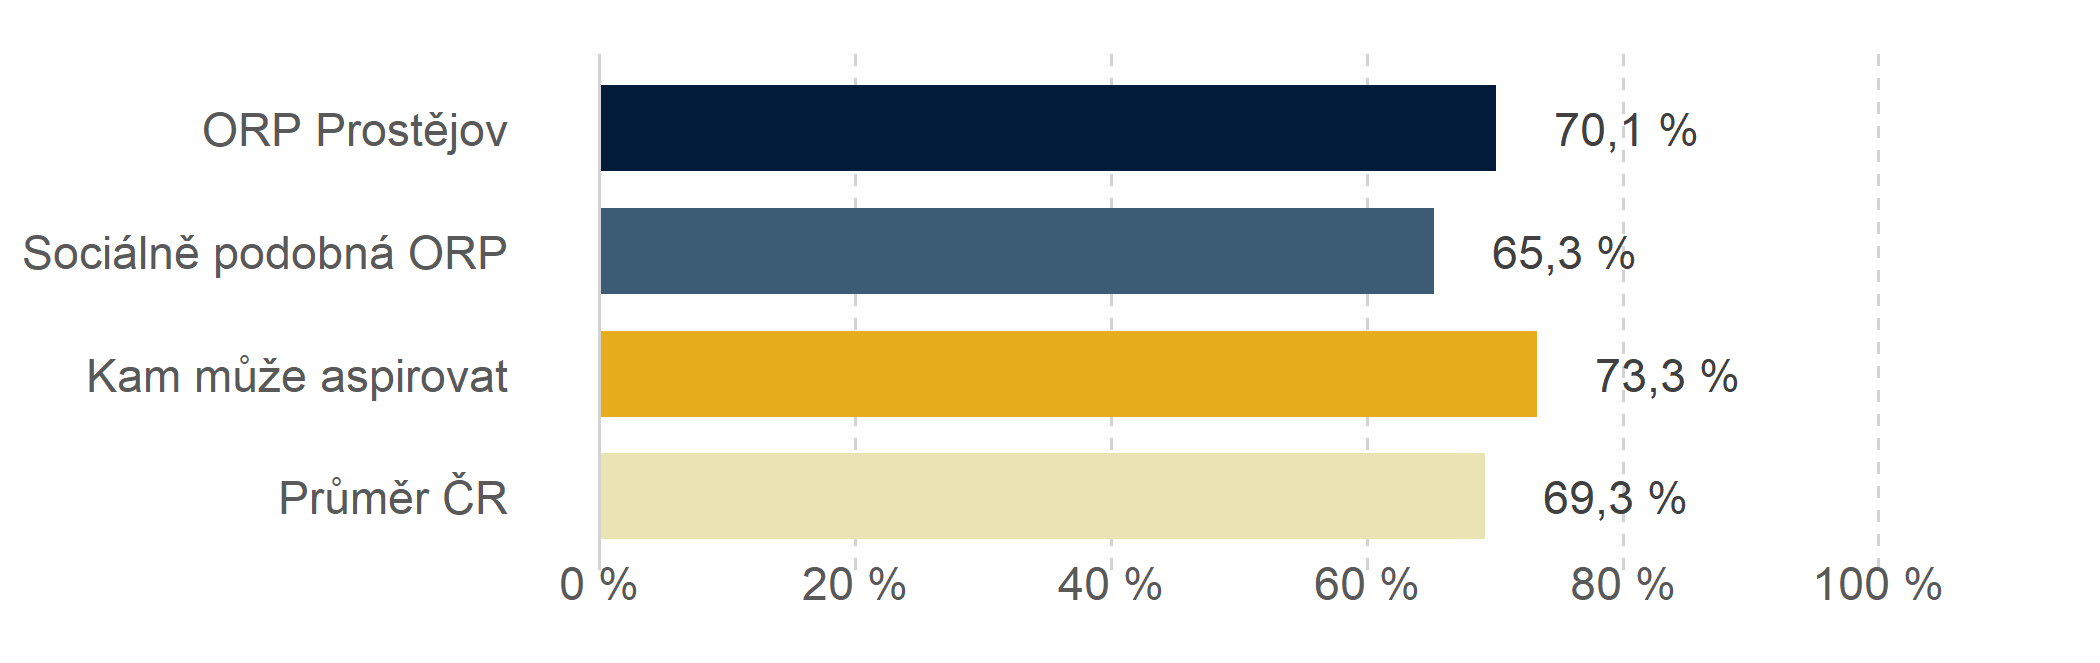 ORP Prostějov
70,1 %
Sociálně podobná ORP
65,3 %
Kam může aspirovat
73,3 %
Průměr ČR
69,3 %
0 %
20 %
40 %
60 %
80 %
100 %